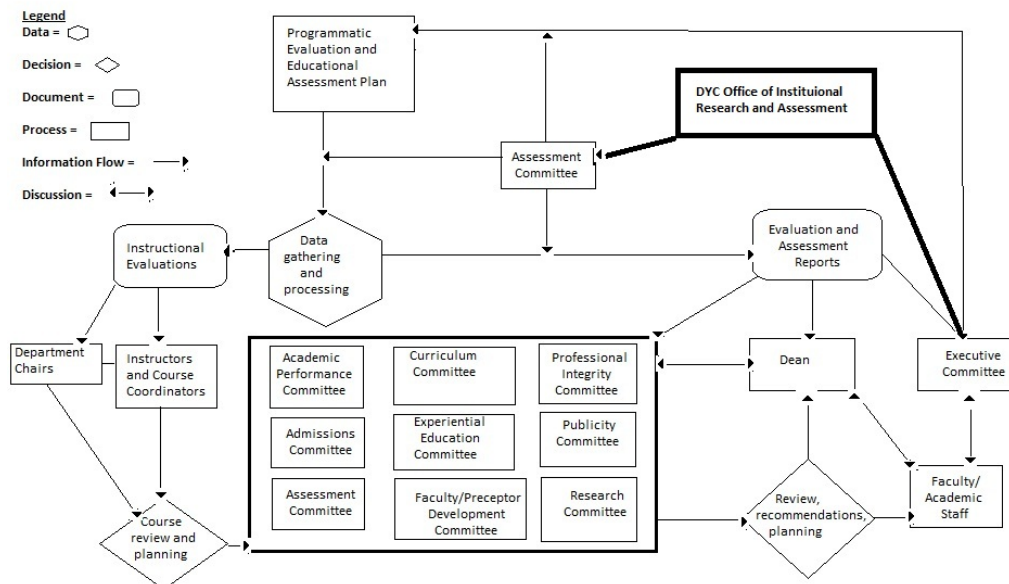 Legend
Data =
Decision =
Document =
Process =
Information Flow =
Discussion =
Programmatic
Evaluation and
Educational
Assessment Plan
DYC Office of Instituional
Research and Assessment
Assessment
Committee
Instructional
Evaluations
Data
gathering
and
processing
Evaluation and
Assessment
Reports
Department
Chairs
Instructors
and Course
Coordinators
Academic
Performance
Committee
Curriculum
Committee
Professional
Integrity
Committee
Admissions
Committee
Experiential
Education
Committee
Publicity
Committee
Assessment
Committee
Faculty/Preceptor
Development
Committee
Research
Committee
Dean
Executive
Committee
Course
review and
planning
Review,
recommendations,
planning
Faculty/
Academic
Staff